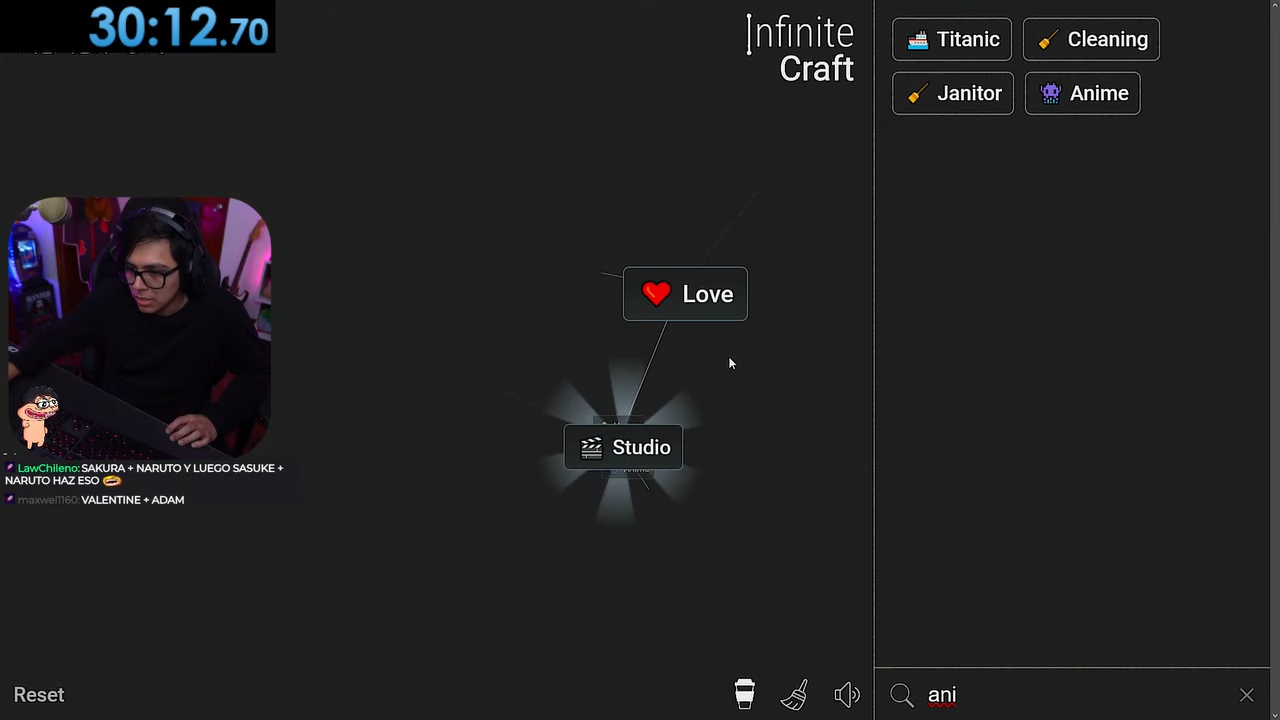 30:12.70
Infinite
Craft
Titanic
Cleaning
Janitor
Anime
Love
Studio
LawChileno: SAKURA + NARUTO Y LUEGO SASUKE +
NARUTO HAZ ESO
maxwel1160: VALENTINE + ADAM
Reset
ani